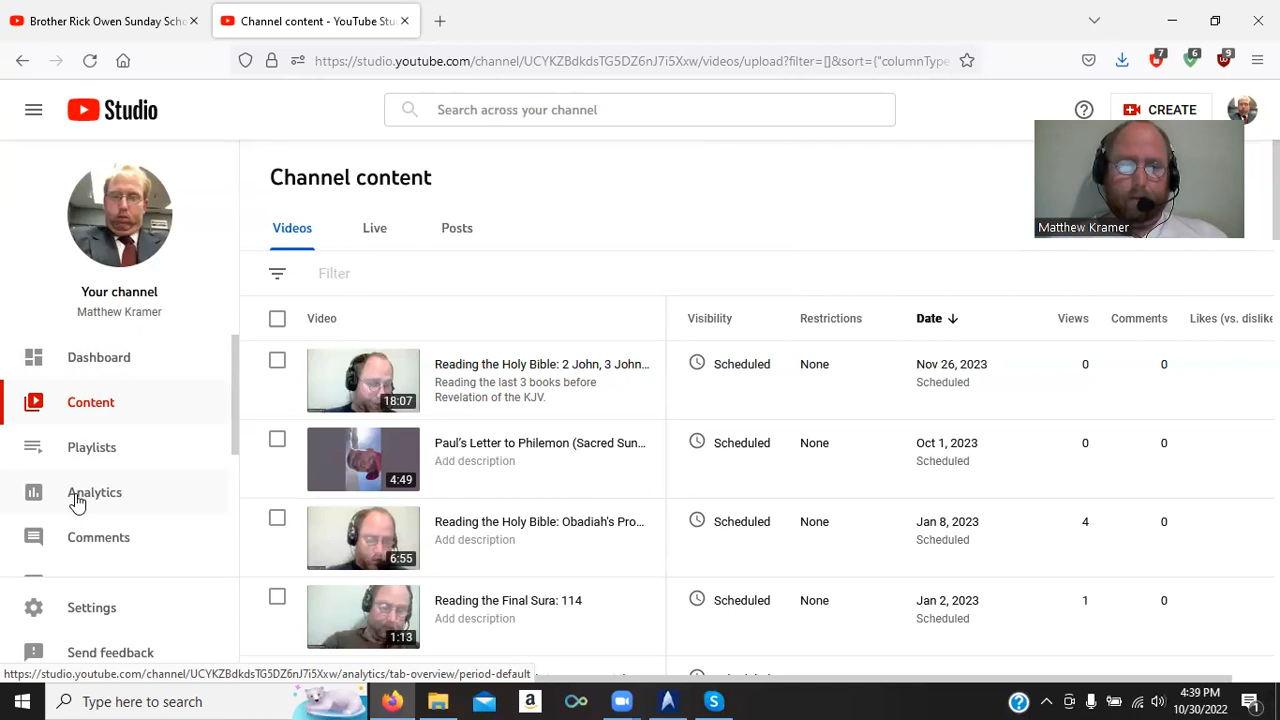 Brother Rick Owen Sunday Scho
Channel content - YouTube Stu
https://studio.youtube.com/channel/UCYKZBdkdsTG5DZ6nJ7i5Xxw/videos/upload?filter=[]&sort={"columnType
7
6
9
Studio
Search across your channel
CREATE
Matthew Kramer
Your channel
Matthew Kramer
Dashboard
Content
Playlists
Analytics
Comments
Settings
Send feedback
Channel content
Videos Live Posts
Filter
Video Visibility Restrictions Date Views Comments Likes (vs. dislike
18:07
Reading the Holy Bible: 2 John, 3 John... Scheduled None Nov 26, 2023 0 0
Reading the last 3 books before Scheduled
Revelation of the KJV.
4:49
Paul's Letter to Philemon (Sacred Sun... Scheduled None Oct 1, 2023 0 0
Add description Scheduled
6:55
Reading the Holy Bible: Obadiah's Pro... Scheduled None Jan 8, 2023 4 0
Add description Scheduled
1:13
Reading the Final Sura: 114 Scheduled None Jan 2, 2023 1 0
Add description Scheduled
https://studio.youtube.com/channel/UCYKZBdkdsTG5DZ6nJ7i5Xxw/analytics/tab-overview/period-default
Type here to search
4:39 PM
10/30/2022
1